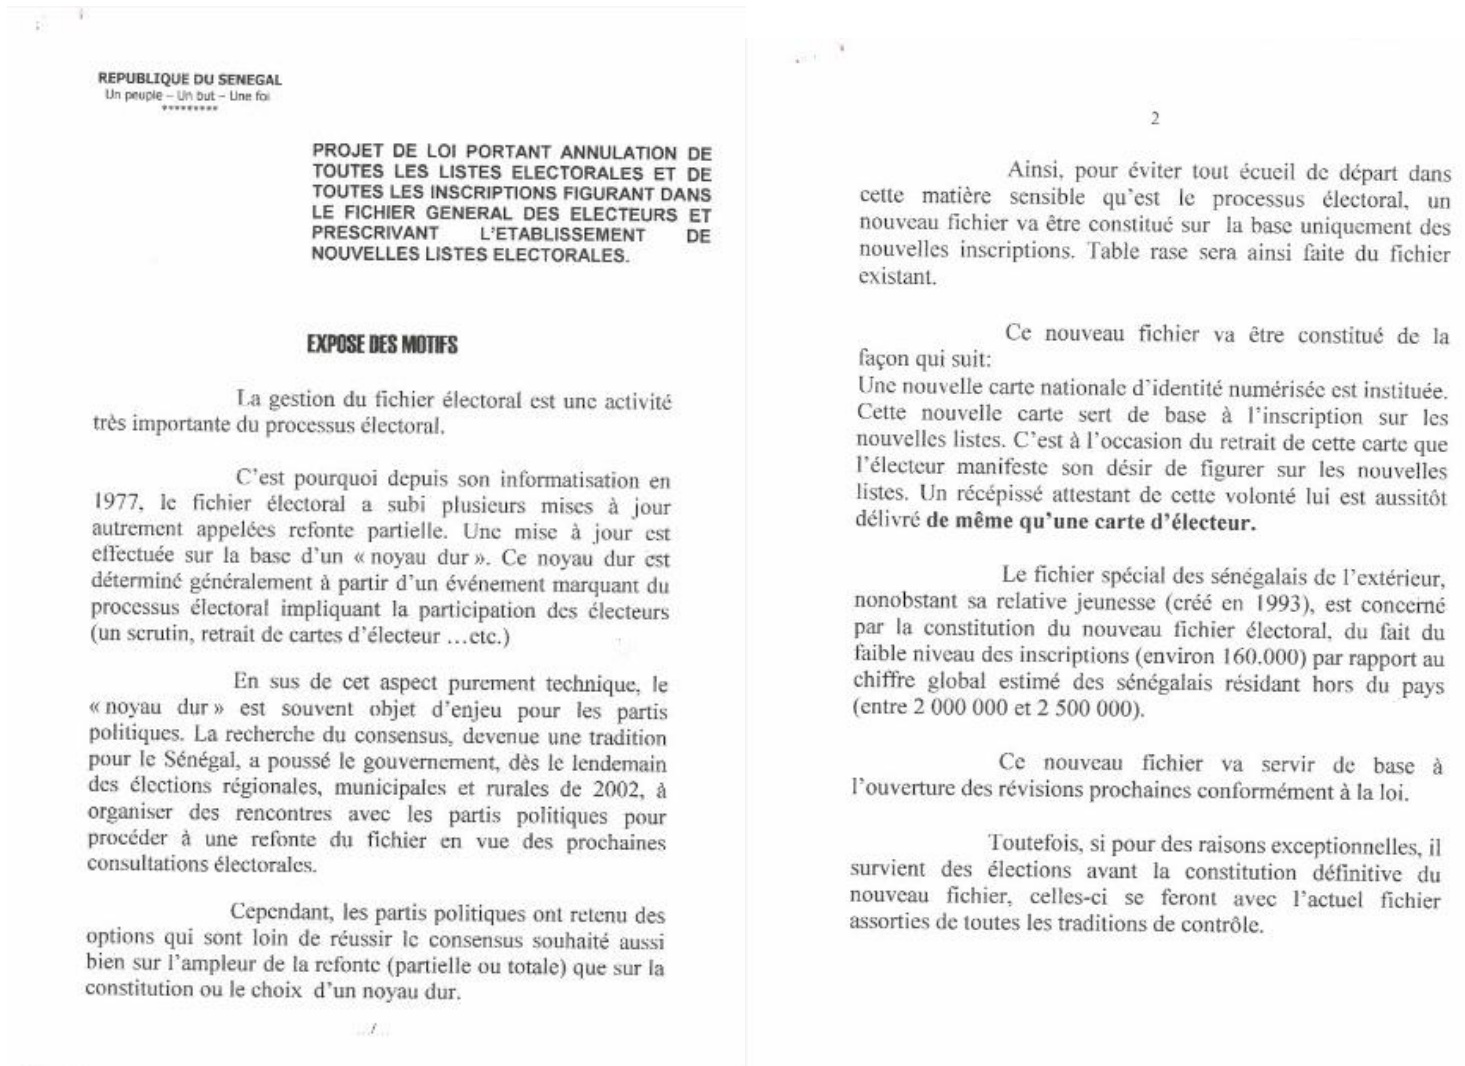 REPUBLIQUE DU SENEGAL
Un peuple – Un but – Une foi
*********
PROJET DE LOI PORTANT ANNULATION DE
TOUTES LES LISTES ELECTORALES ET DE
TOUTES LES INSCRIPTIONS FIGURANT DANS
LE FICHIER GENERAL DES ELECTEURS ET
PRESCRIVANT L'ETABLISSEMENT DE
NOUVELLES LISTES ELECTORALES.
EXPOSE DES MOTIFS
La gestion du fichier électoral est une activité
très importante du processus électoral.
C'est pourquoi depuis son informatisation en
1977, le fichier électoral a subi plusieurs mises à jour
autrement appelées refonte partielle. Une mise à jour est
effectuée sur la base d'un « noyau dur ». Ce noyau dur est
déterminé généralement à partir d'un événement marquant du
processus électoral impliquant la participation des électeurs
(un scrutin, retrait de cartes d'électeur …etc.)
En sus de cet aspect purement technique, le
« noyau dur » est souvent objet d'enjeu pour les partis
politiques. La recherche du consensus, devenue une tradition
pour le Sénégal, a poussé le gouvernement, dès le lendemain
des élections régionales, municipales et rurales de 2002, à
organiser des rencontres avec les partis politiques pour
procéder à une refonte du fichier en vue des prochaines
consultations électorales.
Cependant, les partis politiques ont retenu des
options qui sont loin de réussir le consensus souhaité aussi
bien sur l'ampleur de la refonte (partielle ou totale) que sur la
constitution ou le choix d'un noyau dur.
.../...
2
Ainsi, pour éviter tout écueil de départ dans
cette matière sensible qu'est le processus électoral, un
nouveau fichier va être constitué sur la base uniquement des
nouvelles inscriptions. Table rase sera ainsi faite du fichier
existant.
Ce nouveau fichier va être constitué de la
façon qui suit:
Une nouvelle carte nationale d'identité numérisée est instituée.
Cette nouvelle carte sert de base à l'inscription sur les
nouvelles listes. C'est à l'occasion du retrait de cette carte que
l'électeur manifeste son désir de figurer sur les nouvelles
listes. Un récépissé attestant de cette volonté lui est aussitôt
délivré de même qu'une carte d'électeur.
Le fichier spécial des sénégalais de l'extérieur,
nonobstant sa relative jeunesse (créé en 1993), est concerné
par la constitution du nouveau fichier électoral, du fait du
faible niveau des inscriptions (environ 160.000) par rapport au
chiffre global estimé des sénégalais résidant hors du pays
(entre 2 000 000 et 2 500 000).
Ce nouveau fichier va servir de base à
l'ouverture des révisions prochaines conformément à la loi.
Toutefois, si pour des raisons exceptionnelles, il
survient des élections avant la constitution définitive du
nouveau fichier, celles-ci se feront avec l'actuel fichier
assorties de toutes les traditions de contrôle.